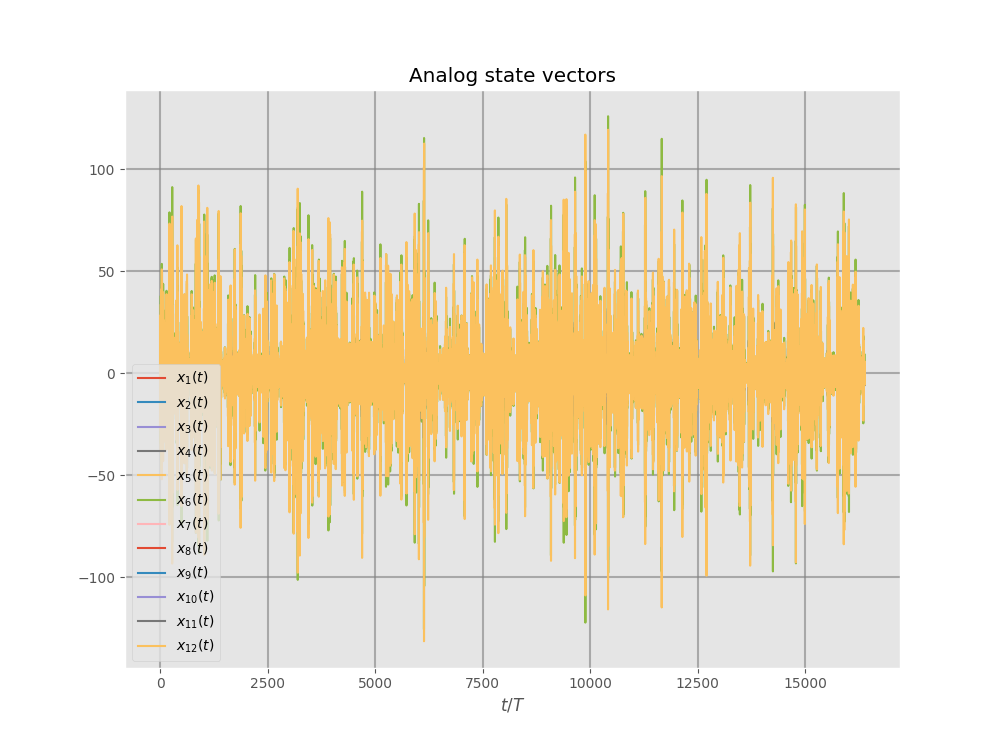 Analog state vectors
100
50
0
−50
−100
x₁(t)
x₂(t)
x₃(t)
x₄(t)
x₅(t)
x₆(t)
x₇(t)
x₈(t)
x₉(t)
x₁₀(t)
x₁₁(t)
x₁₂(t)
0 2500 5000 7500 10000 12500 15000
t/T